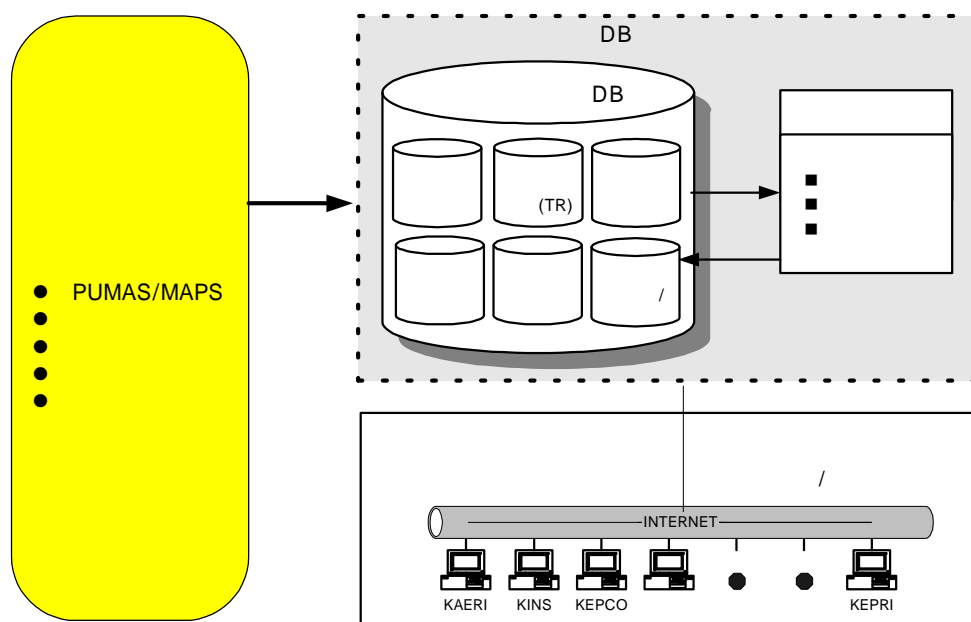 PUMAS/MAPS
DB
DB
(TR)
/
/
INTERNET
KAERI KINS KEPCO KEPRI